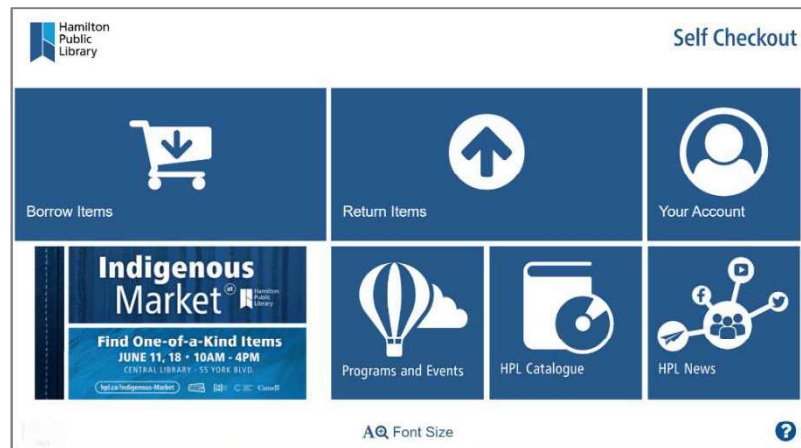 Hamilton
Public
Library
Self Checkout
Borrow Items
Return Items
Your Account
Indigenous
Market at Hamilton
Public
Library
Find One-of-a-Kind Items
JUNE 11, 18 • 10AM - 4PM
CENTRAL LIBRARY - 55 YORK BLVD.
hpl.ca/Indigenous-Market
Canada
Programs and Events
HPL Catalogue
HPL News
A Font Size
?